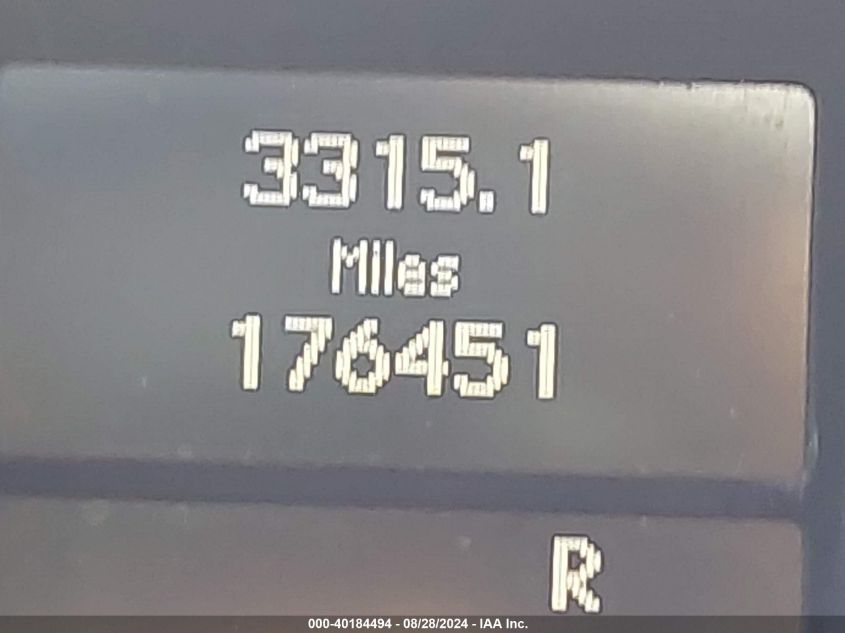 3315.1
Miles
176451
R
000-40184494 - 08/28/2024 - IAA Inc.